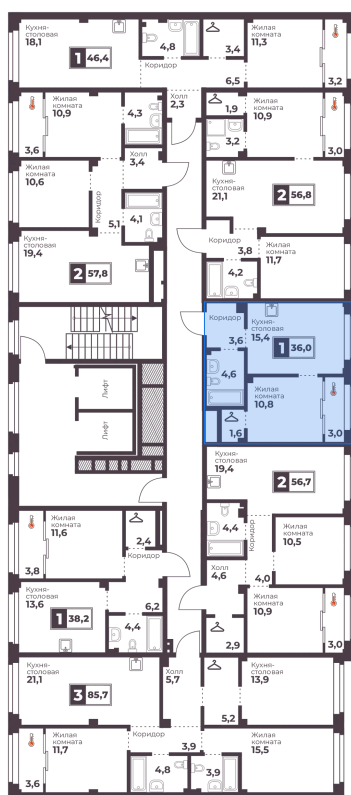 Кухня-
столовая
18,1
1 46,4
4,8
3,4
Жилая
комната
11,3
Коридор
6,5
3,2
Холл
2,3
Жилая
комната
10,9
4,3
3,6
1,9
Жилая
комната
10,9
3,2
3,0
Жилая
комната
10,6
Холл
3,4
Кухня-
столовая
21,1
2 56,8
Коридор
5,1
4,1
Кухня-
столовая
19,4
2 57,8
Коридор
3,8
Жилая
комната
11,7
4,2
Коридор
3,6
Кухня-
столовая
15,4
1 36,0
4,6
Жилая
комната
10,8
1,6
3,0
Лифт
Лифт
Кухня-
столовая
19,4
2 56,7
Жилая
комната
11,6
2,4
3,8
Коридор
6,2
4,4
Коридор
4,0
Жилая
комната
10,5
Холл
4,6
Кухня-
столовая
13,6
1 38,2
4,4
Жилая
комната
10,9
2,9
3,0
Кухня-
столовая
21,1
3 85,7
Холл
5,7
5,2
Кухня-
столовая
13,9
Жилая
комната
11,7
3,6
Коридор
3,9
4,8
3,9
Жилая
комната
15,5